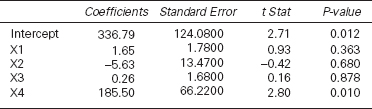 Coefficients Standard Error t Stat P-value
Intercept 336.79 124.0800 2.71 0.012
X1 1.65 1.7800 0.93 0.363
X2 −5.63 13.4700 −0.42 0.680
X3 0.26 1.6800 0.16 0.878
X4 185.50 66.2200 2.80 0.010